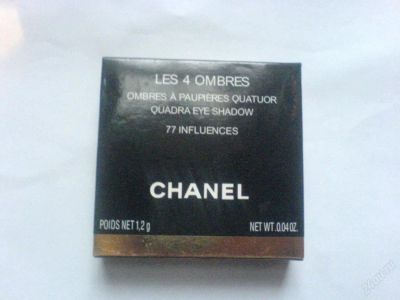 LES 4 OMBRES
OMBRES À PAUPIÈRES QUATUOR
QUADRA EYE SHADOW
77 INFLUENCES
CHANEL
POIDS NET 1,2 g NET WT. 0.04 OZ.